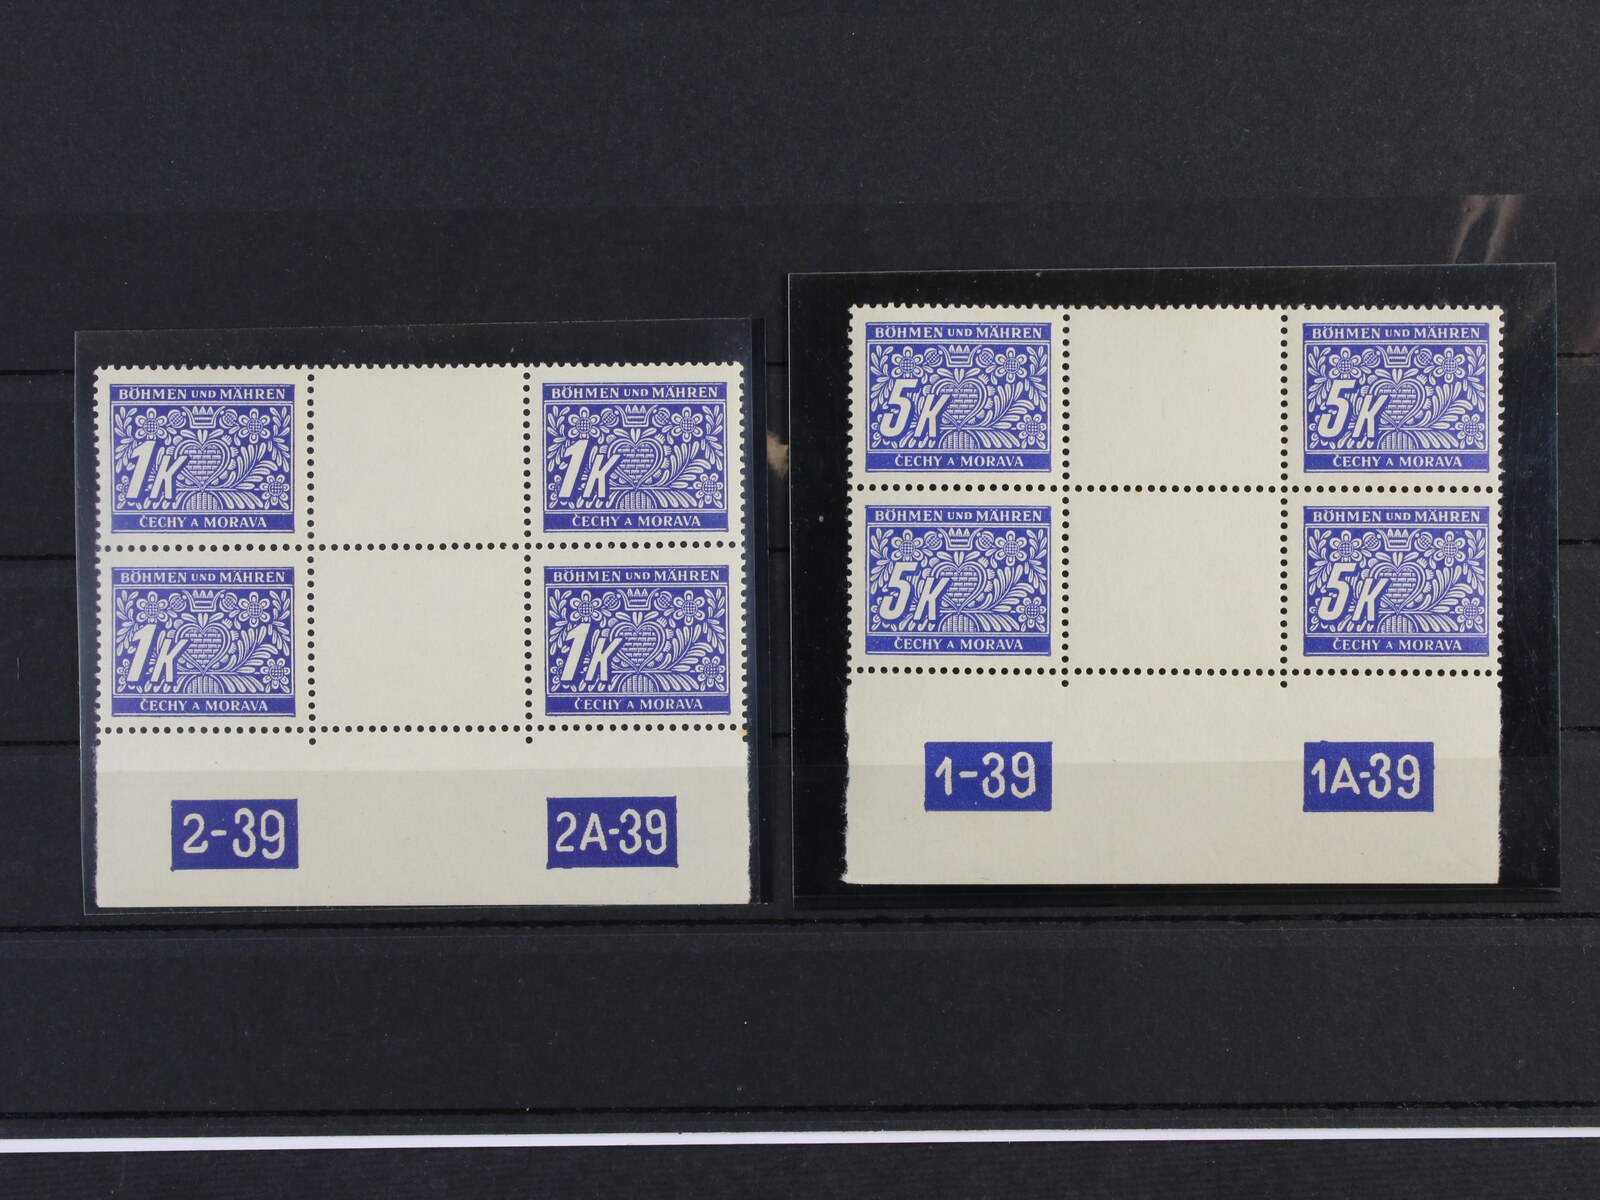 BÖHMEN UND MÄHREN
1K
ČECHY A MORAVA
BÖHMEN UND MÄHREN
1K
ČECHY A MORAVA
BÖHMEN UND MÄHREN
1K
ČECHY A MORAVA
BÖHMEN UND MÄHREN
1K
ČECHY A MORAVA
2-39
2A-39
BÖHMEN UND MÄHREN
5K
ČECHY A MORAVA
BÖHMEN UND MÄHREN
5K
ČECHY A MORAVA
BÖHMEN UND MÄHREN
5K
ČECHY A MORAVA
BÖHMEN UND MÄHREN
5K
ČECHY A MORAVA
1-39
1A-39